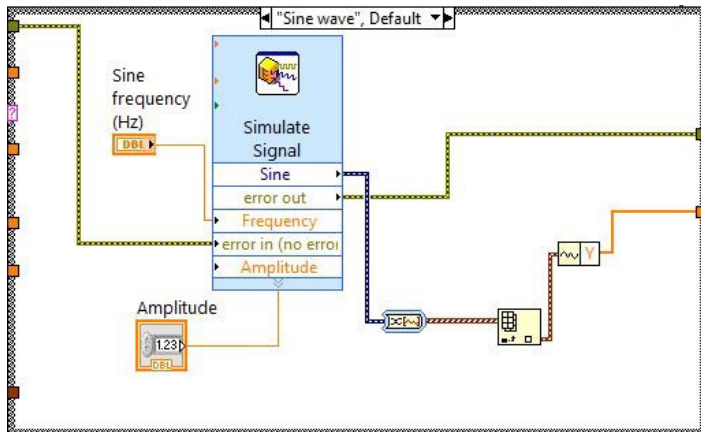 "Sine wave", Default
Sine
frequency
(Hz)
DBL
Simulate
Signal
Sine
error out
Frequency
error in (no error
Amplitude
Amplitude
1.23
DBL
?
Y